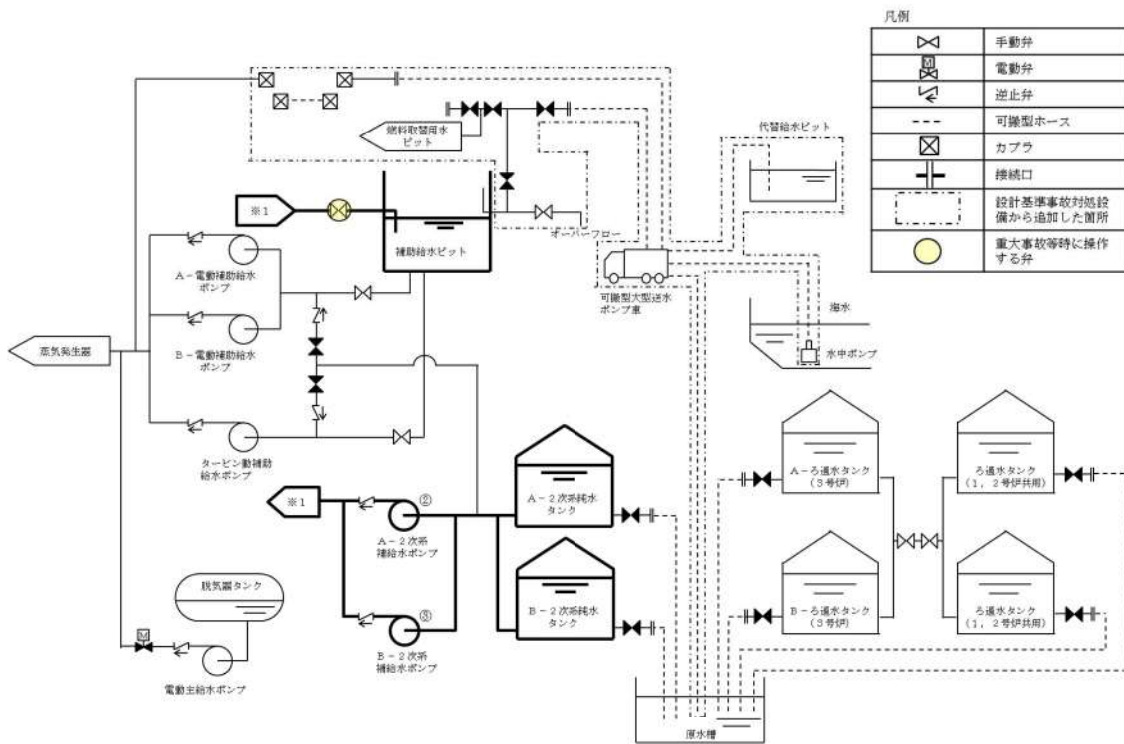 凡例
手動弁
M
電動弁
逆止弁
可搬型ホース
カプラ
接続口
設計基準事故対処設
備から追加した箇所
重大事故等時に操作
する弁
燃料取替用水
ピット
代替給水ピット
※1
オーバーフロー
補助給水ピット
A-電動補助給水
ポンプ
可搬型大型送水
ポンプ車
海水
水中ポンプ
B-電動補助給水
ポンプ
蒸気発生器
タービン動補助
給水ポンプ
※1
②
A-2次系
補給水ポンプ
A-2次系純水
タンク
A-ろ過水タンク
(3号炉)
ろ過水タンク
(1,2号炉共用)
脱気器タンク
③
B-2次系
補給水ポンプ
B-2次系純水
タンク
B-ろ過水タンク
(3号炉)
ろ過水タンク
(1,2号炉共用)
M
電動主給水ポンプ
原水槽